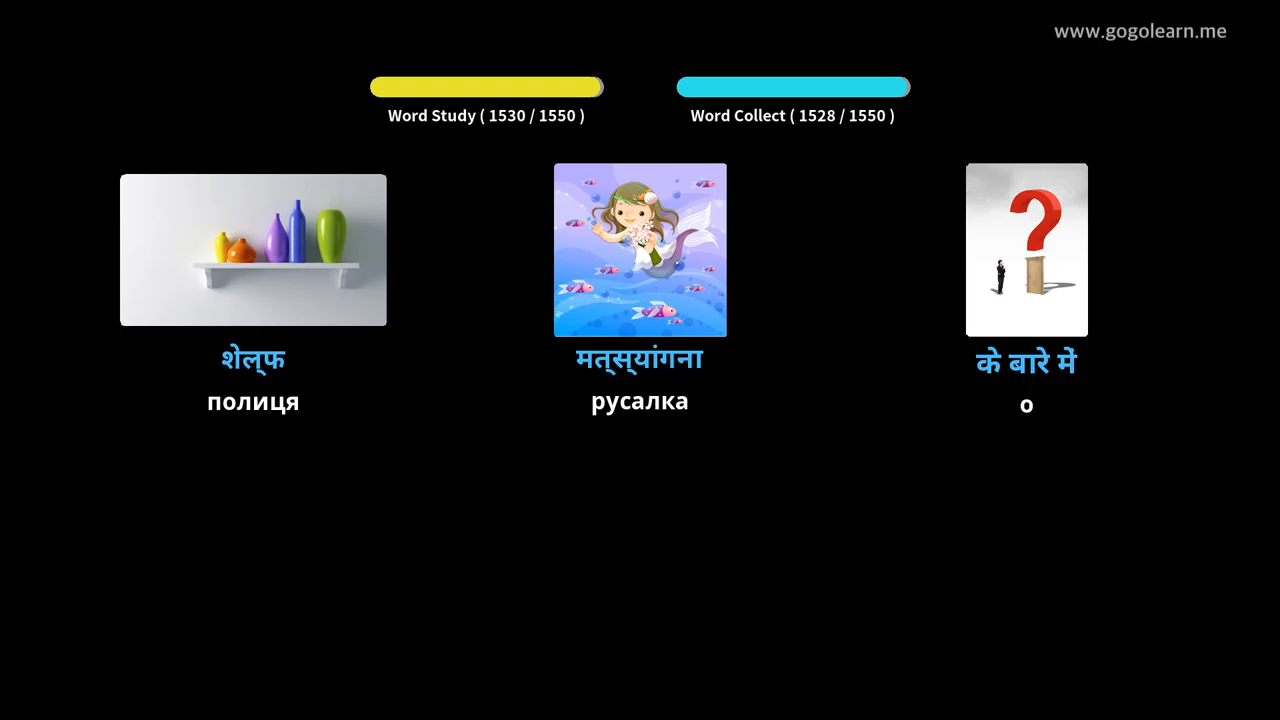 www.gogolearn.me
Word Study ( 1530 / 1550 )
Word Collect ( 1528 / 1550 )
शेल्फ
मत्स्यांगना
के बारे में
полиця
русалка
о